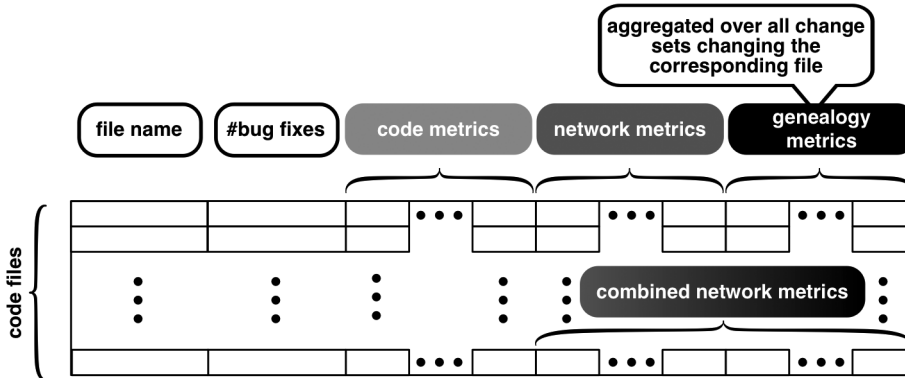 aggregated over all change
sets changing the
corresponding file
file name
#bug fixes
code metrics
network metrics
genealogy
metrics
code files
combined network metrics